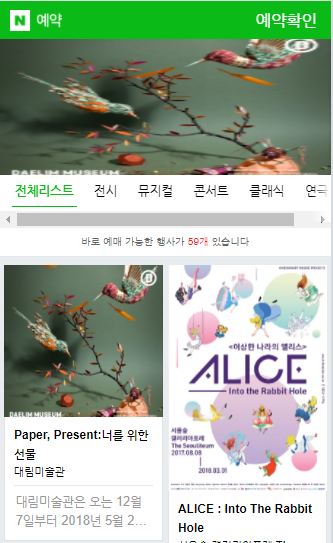 N 예약 예약확인
DAELIM MUSEUM
전체리스트 전시 뮤지컬 콘서트 클래식 연극
바로 예매 가능한 행사가 59개 있습니다
DAELIM MUSEUM
Paper, Present:너를 위한
선물
대림미술관
대림미술관은 오는 12월
7일부터 2018년 5월 2...
<이상한 나라의 앨리스>
ALICE
Into the Rabbit Hole
서울숲
갤러리아포레
The Seouliteum
2017.08.08
2018.03.01
ALICE : Into The Rabbit
Hole